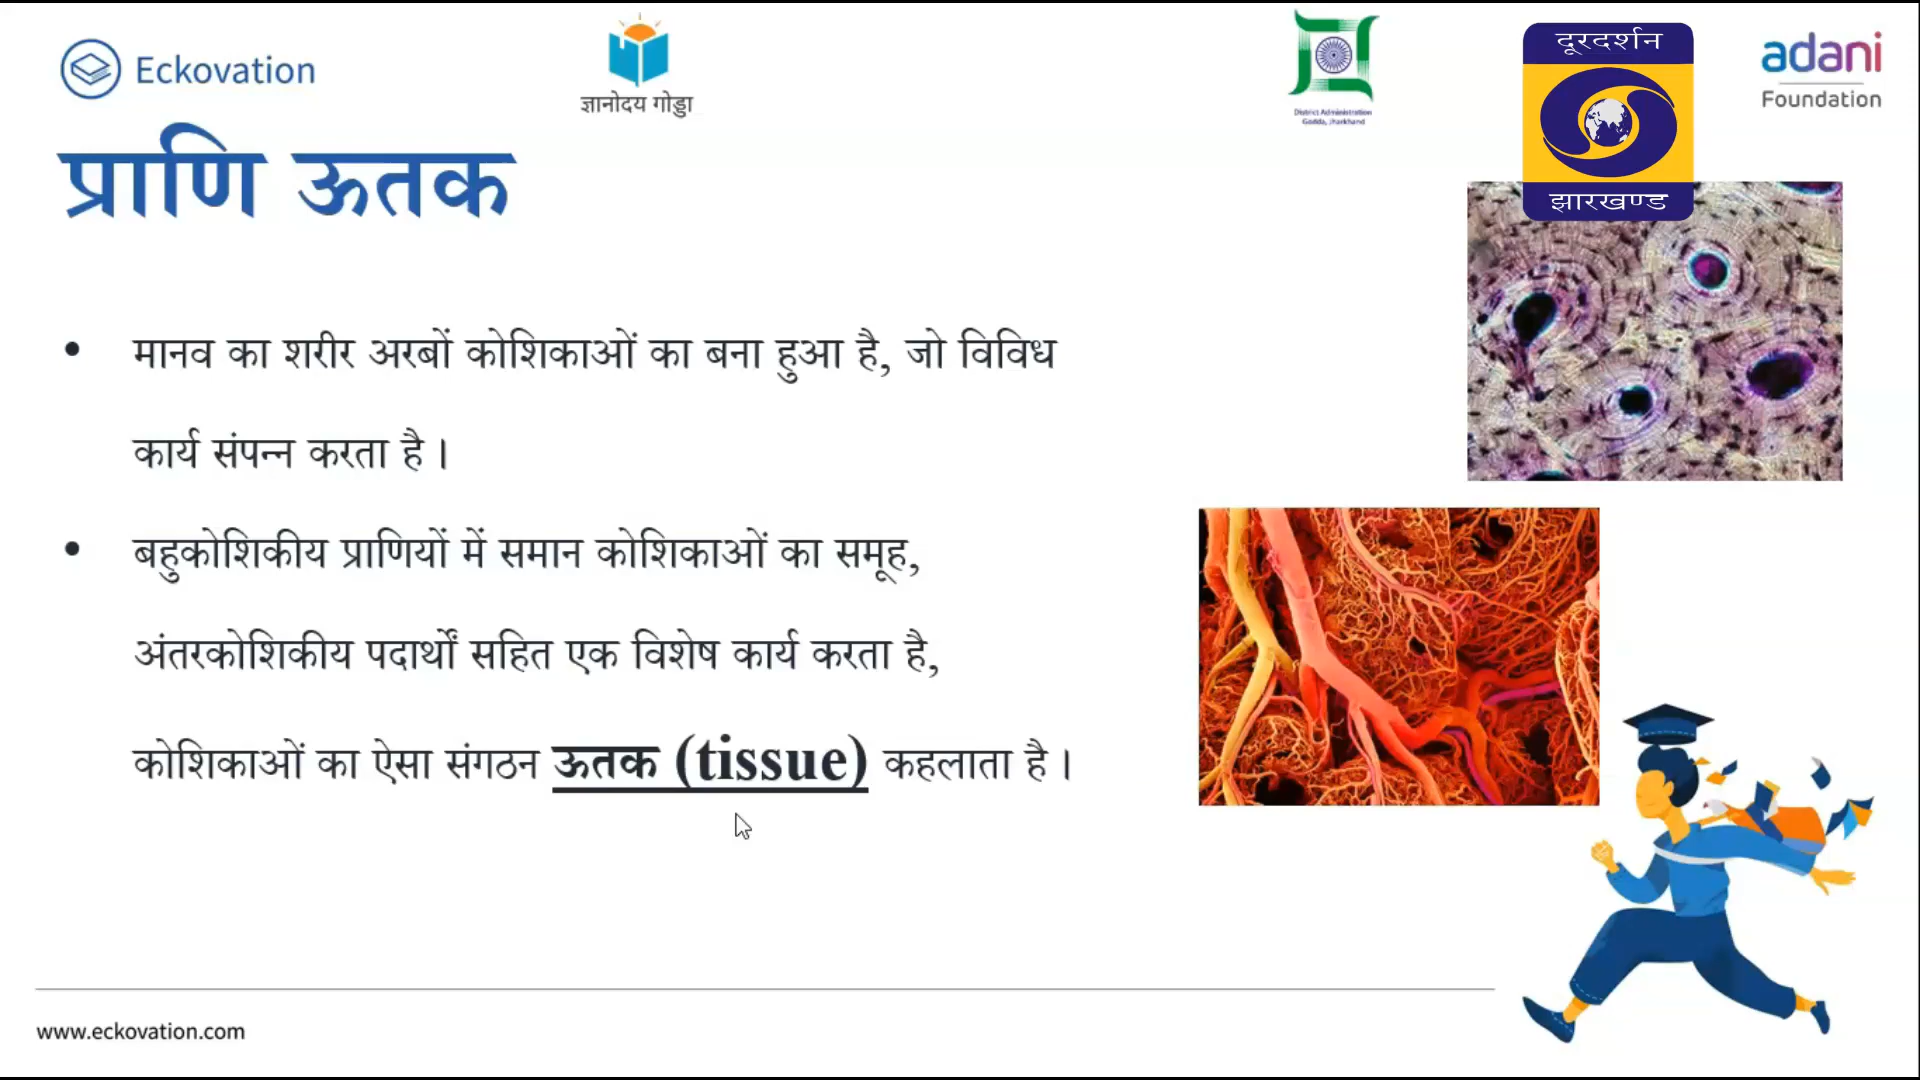 Eckovation
ज्ञानोदय गोड्डा
District Administration
Godda, Jharkhand
दूरदर्शन
झारखण्ड
adani
Foundation
प्राणि ऊतक
• मानव का शरीर अरबों कोशिकाओं का बना हुआ है, जो विविध
कार्य संपन्न करता है।
• बहुकोशिकीय प्राणियों में समान कोशिकाओं का समूह,
अंतरकोशिकीय पदार्थों सहित एक विशेष कार्य करता है,
कोशिकाओं का ऐसा संगठन ऊतक (tissue) कहलाता है।
www.eckovation.com